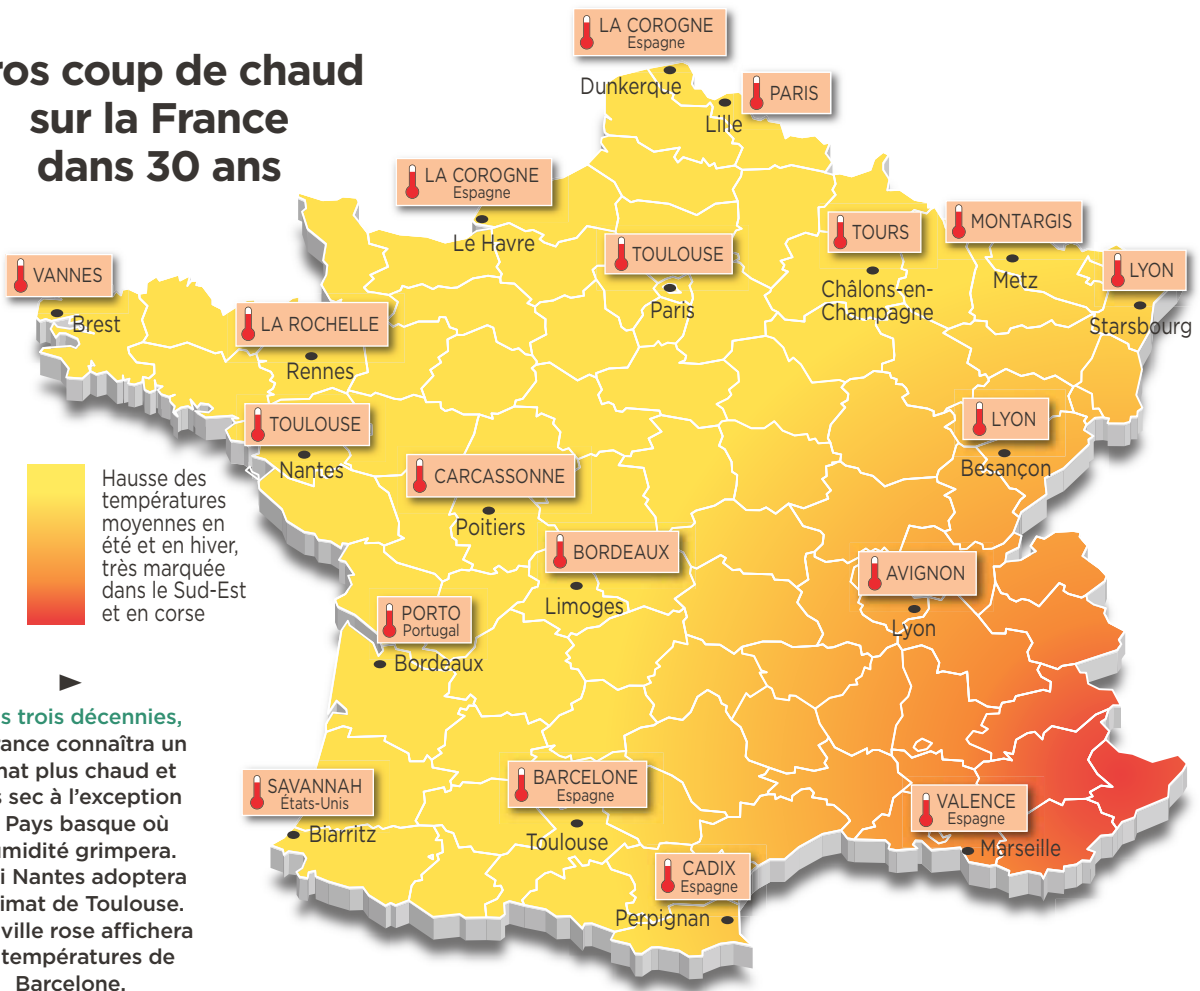 ros coup de chaud
sur la France
dans 30 ans
LA COROGNE
Espagne
Dunkerque
PARIS
Lille
LA COROGNE
Espagne
Le Havre
TOULOUSE
Paris
TOURS
Châlons-en-
Champagne
MONTARGIS
Metz
LYON
Starsbourg
VANNES
Brest
LA ROCHELLE
Rennes
TOULOUSE
Nantes
CARCASSONNE
Poitiers
LYON
Besançon
BORDEAUX
Limoges
AVIGNON
Lyon
PORTO
Portugal
Bordeaux
Hausse des
températures
moyennes en
été et en hiver,
très marquée
dans le Sud-Est
et en corse
SAVANNAH
États-Unis
Biarritz
BARCELONE
Espagne
Toulouse
VALENCE
Espagne
Marseille
CADIX
Espagne
Perpignan
s trois décennies,
rance connaîtra un
mat plus chaud et
s sec à l'exception
Pays basque où
umidité grimpera.
i Nantes adoptera
imat de Toulouse.
ville rose affichera
températures de
Barcelone.